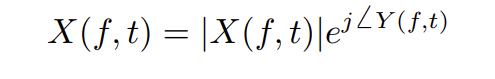 X(f, t) = |X(f, t)|e^{j∠Y(f,t)}